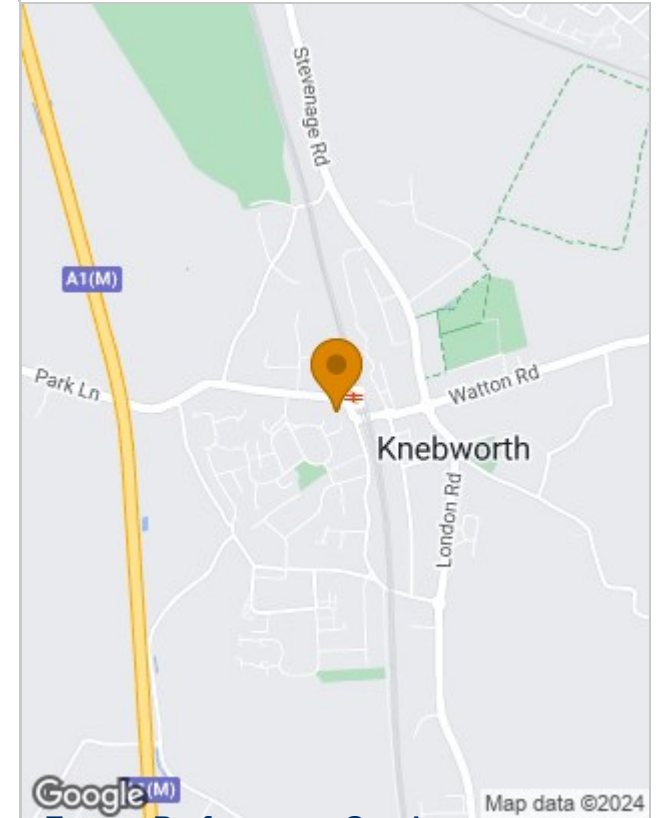 Stevenage Rd
A1(M)
Park Ln
Watton Rd
Knebworth
London Rd
Google
(M)
Map data ©2024